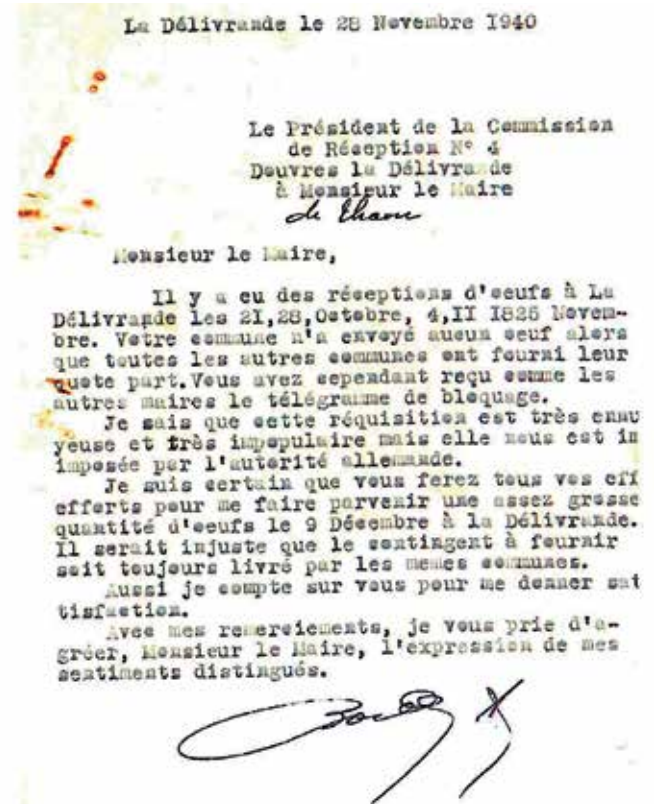 La Délivrande le 28 Novembre I940
Le Président de la Commission
de Réception N° 4
Douvres la Délivrande
à Monsieur le Maire
de Thaon
Monsieur le Maire,
Il y a eu des réceptions d'oeufs à La
Délivrande les 2I,28,Octobre, 4,II I825 Novem-
bre. Votre commune n'a envoyé aucun oeuf alors
que toutes les autres communes ont fourni leur
quote part.Vous avez cependant reçu comme les
autres maires le télégramme de bloquage.
Je sais que cette réquisition est très ennu
yeuse et très impopulaire mais elle nous est im
imposée par l'autorité allemande.
Je suis certain que vous ferez tous vos eff
efforts pour me faire parvenir une assez grosse
quantité d'oeufs le 9 Décembre à la Délivrande.
Il serait injuste que le contingent à fournir
soit toujours livré par les memes communes.
Aussi je compte sur vous pour me donner sat
tisfaction.
Avec mes remerciements, je vous prie d'a-
gréer, Monsieur le Maire, l'expression de mes
sentiments distingués.